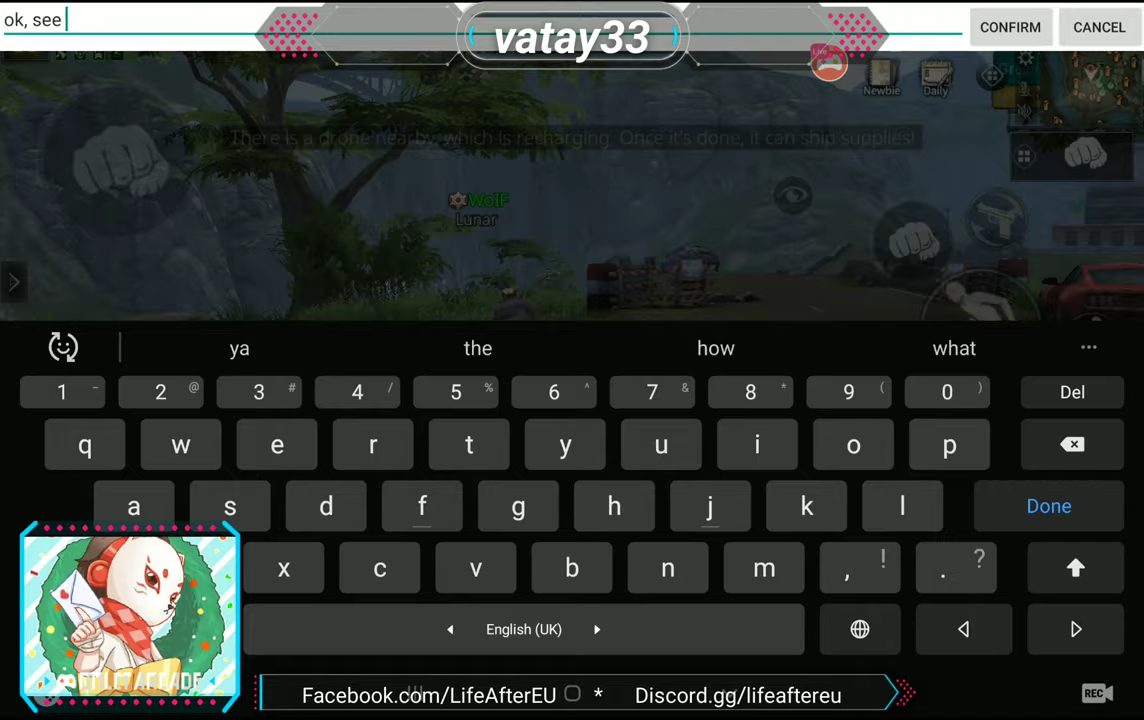 ok, see
vatay33
CONFIRM
CANCEL
Live
Newbie
Daily
There is a drone nearby which is recharging. Once it's done, it can ship supplies!
Wolf
Lunar
ya
the
how
what
...
1 - 2 @ 3 # 4 / 5 % 6 ^ 7 & 8 * 9 ( 0 ) Del
q w e r t y u i o p
a s d f g h j k l Done
x c v b n m , ! . ?
English (UK)
Facebook.com/LifeAfterEU * Discord.gg/lifeaftereu
REC